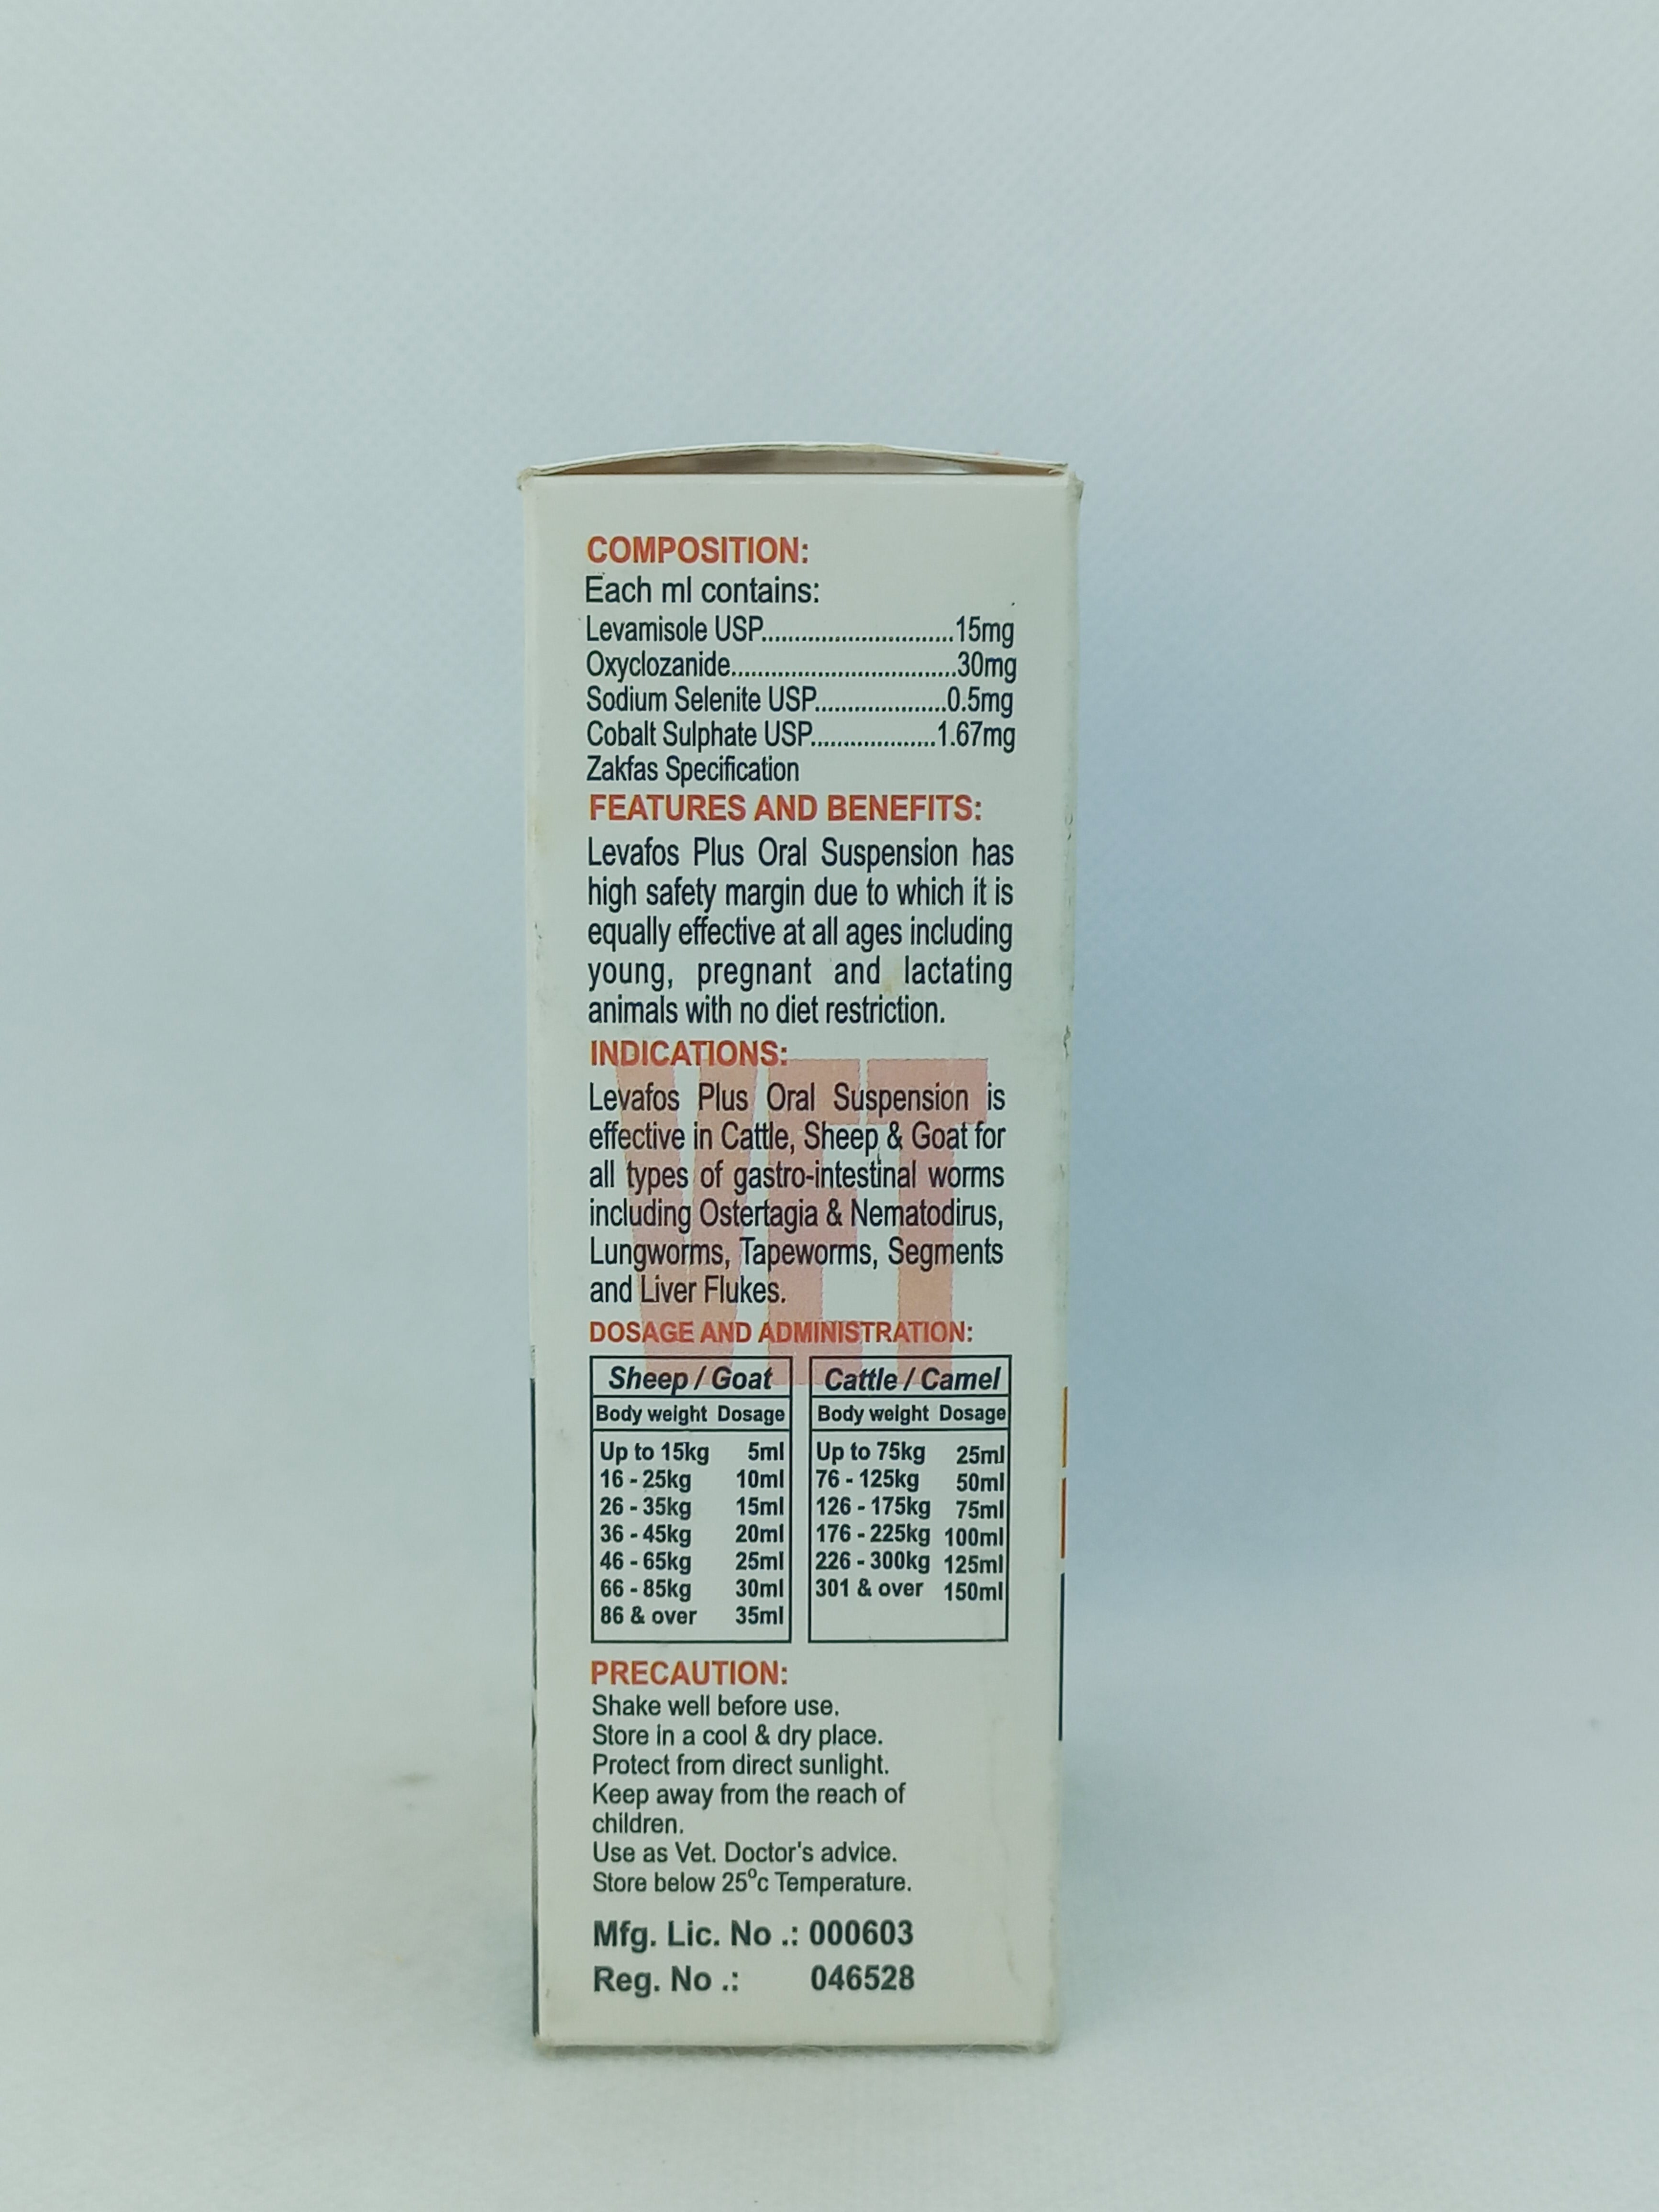 COMPOSITION:
Each ml contains:
Levamisole USP..............................15mg
Oxyclozanide...................................30mg
Sodium Selenite USP....................0.5mg
Cobalt Sulphate USP...................1.67mg
Zakfas Specification
FEATURES AND BENEFITS:
Levafos Plus Oral Suspension has
high safety margin due to which it is
equally effective at all ages including
young, pregnant and lactating
animals with no diet restriction.
INDICATIONS:
VET
Levafos Plus Oral Suspension is
effective in Cattle, Sheep & Goat for
all types of gastro-intestinal worms
including Ostertagia & Nematodirus,
Lungworms, Tapeworms, Segments
and Liver Flukes.
DOSAGE AND ADMINISTRATION:
Sheep / Goat
Body weight Dosage
Up to 15kg 5ml
16 - 25kg 10ml
26 - 35kg 15ml
36 - 45kg 20ml
46 - 65kg 25ml
66 - 85kg 30ml
86 & over 35ml
Cattle / Camel
Body weight Dosage
Up to 75kg 25ml
76 - 125kg 50ml
126 - 175kg 75ml
176 - 225kg 100ml
226 - 300kg 125ml
301 & over 150ml
PRECAUTION:
Shake well before use.
Store in a cool & dry place.
Protect from direct sunlight.
Keep away from the reach of
children.
Use as Vet. Doctor's advice.
Store below 25°c Temperature.
Mfg. Lic. No .: 000603
Reg. No .: 046528